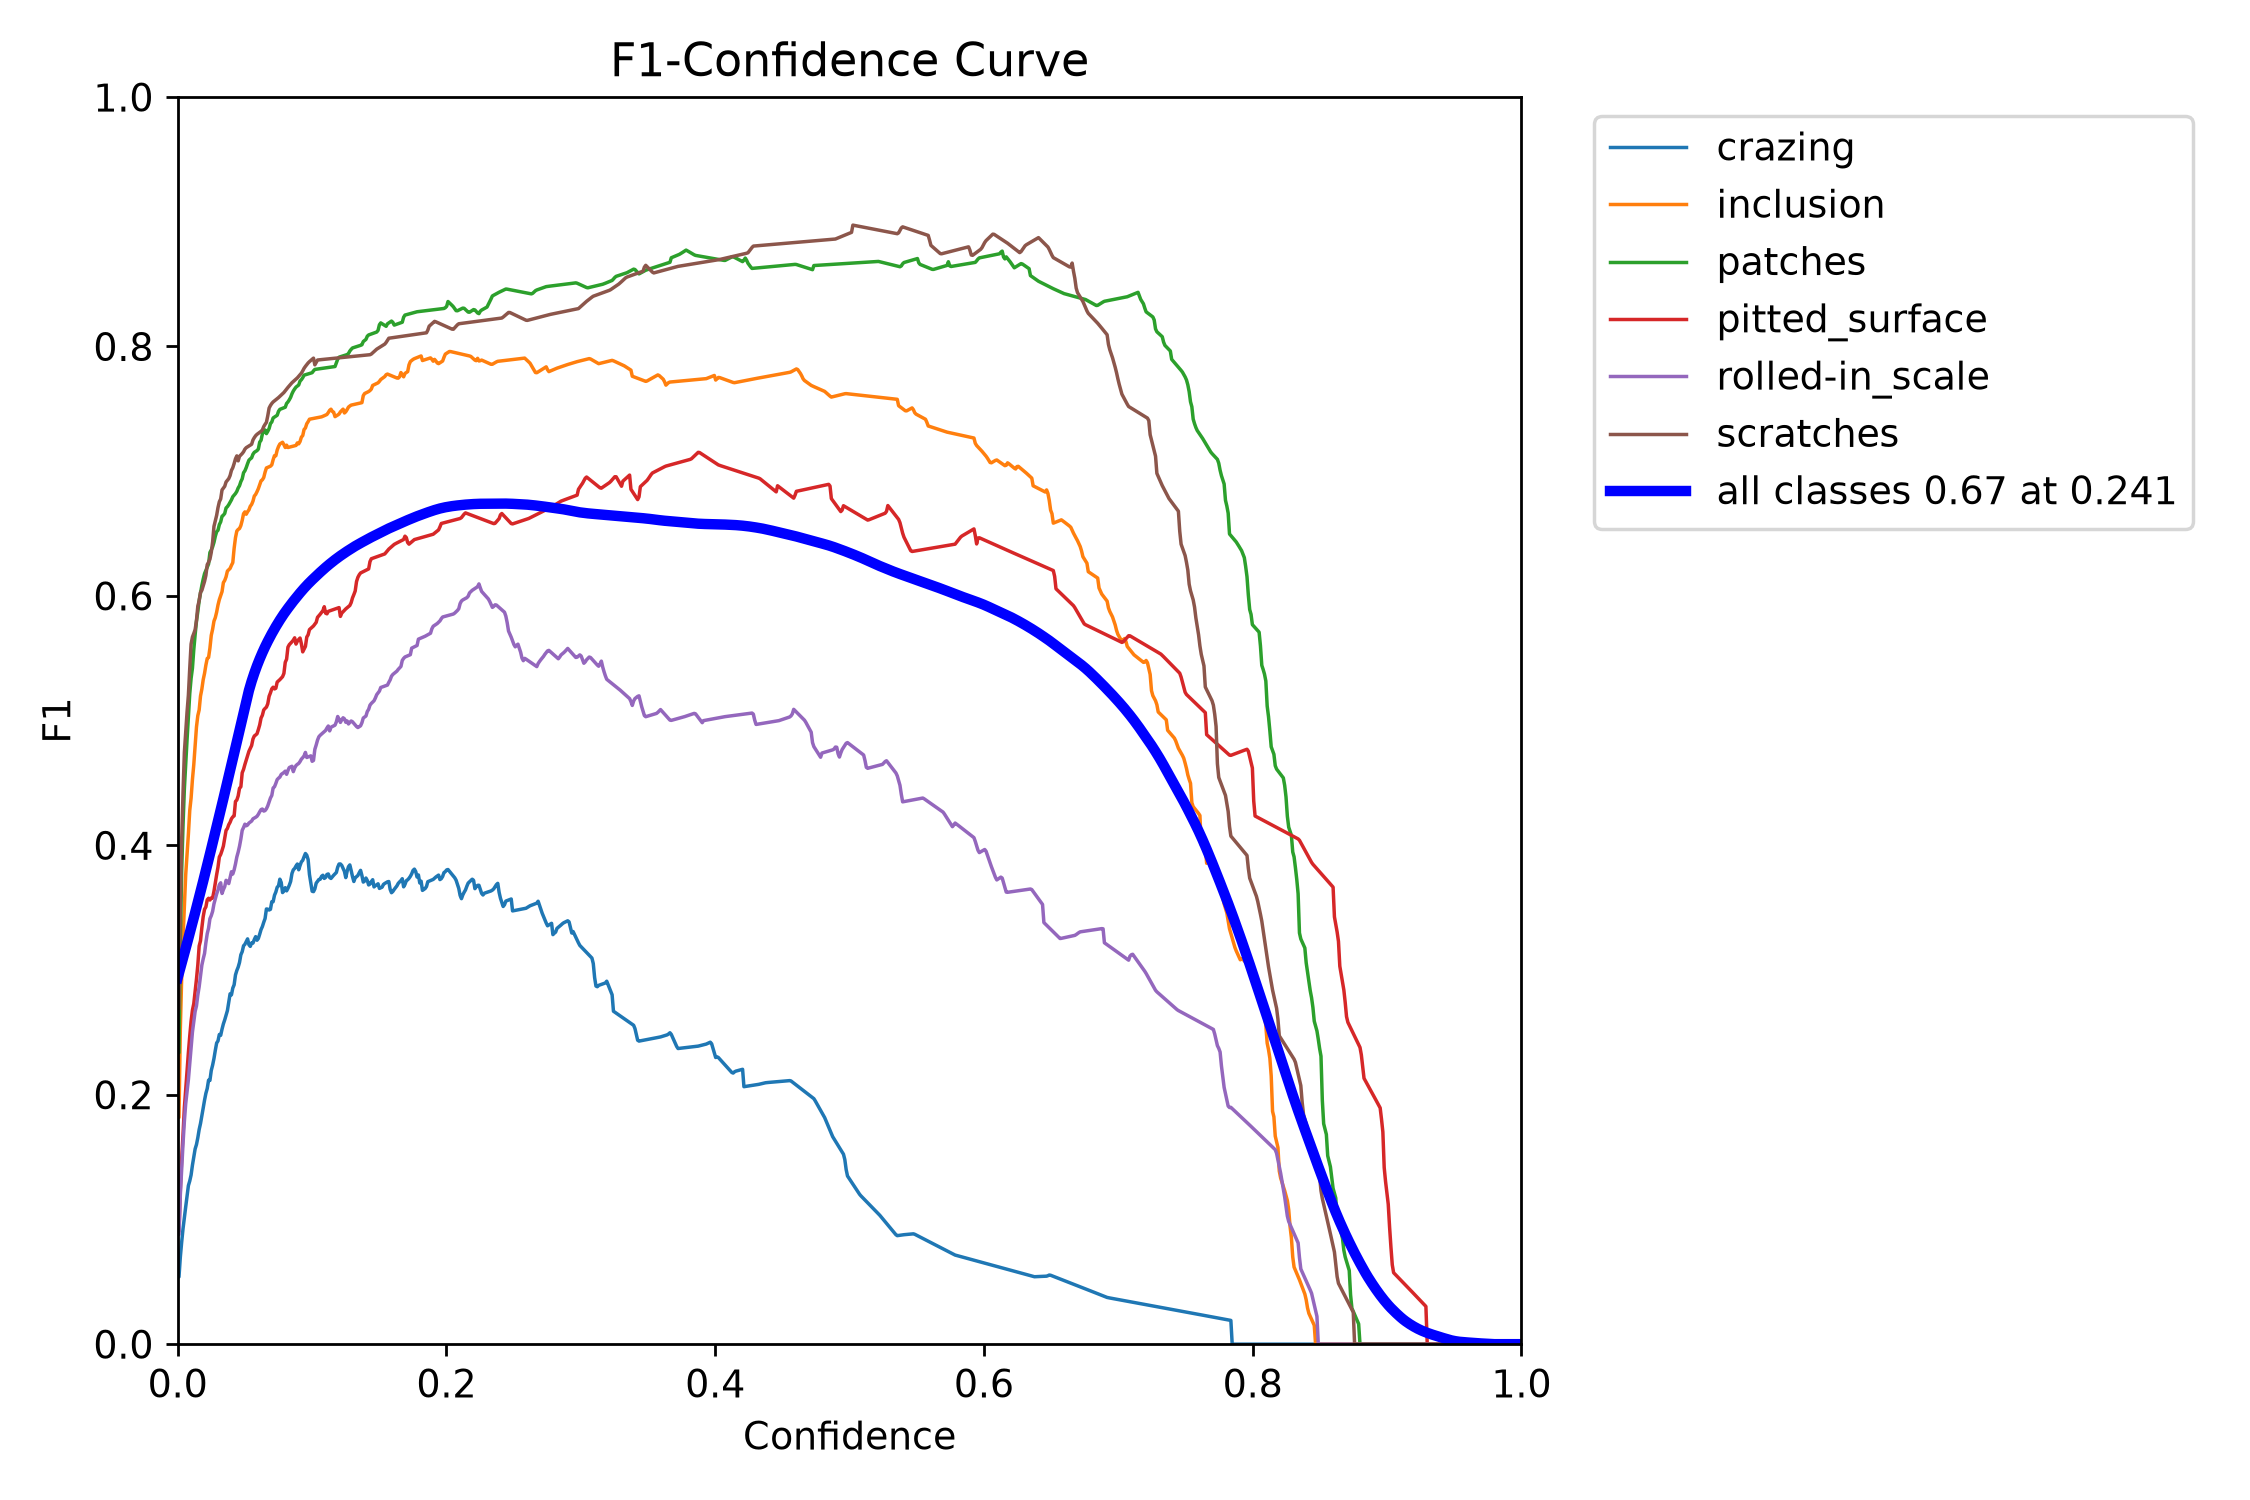 F1-Confidence Curve
1.0
0.8
0.6
0.4
0.2
0.0
F1
0.0 0.2 0.4 0.6 0.8 1.0
Confidence
crazing
inclusion
patches
pitted_surface
rolled-in_scale
scratches
all classes 0.67 at 0.241